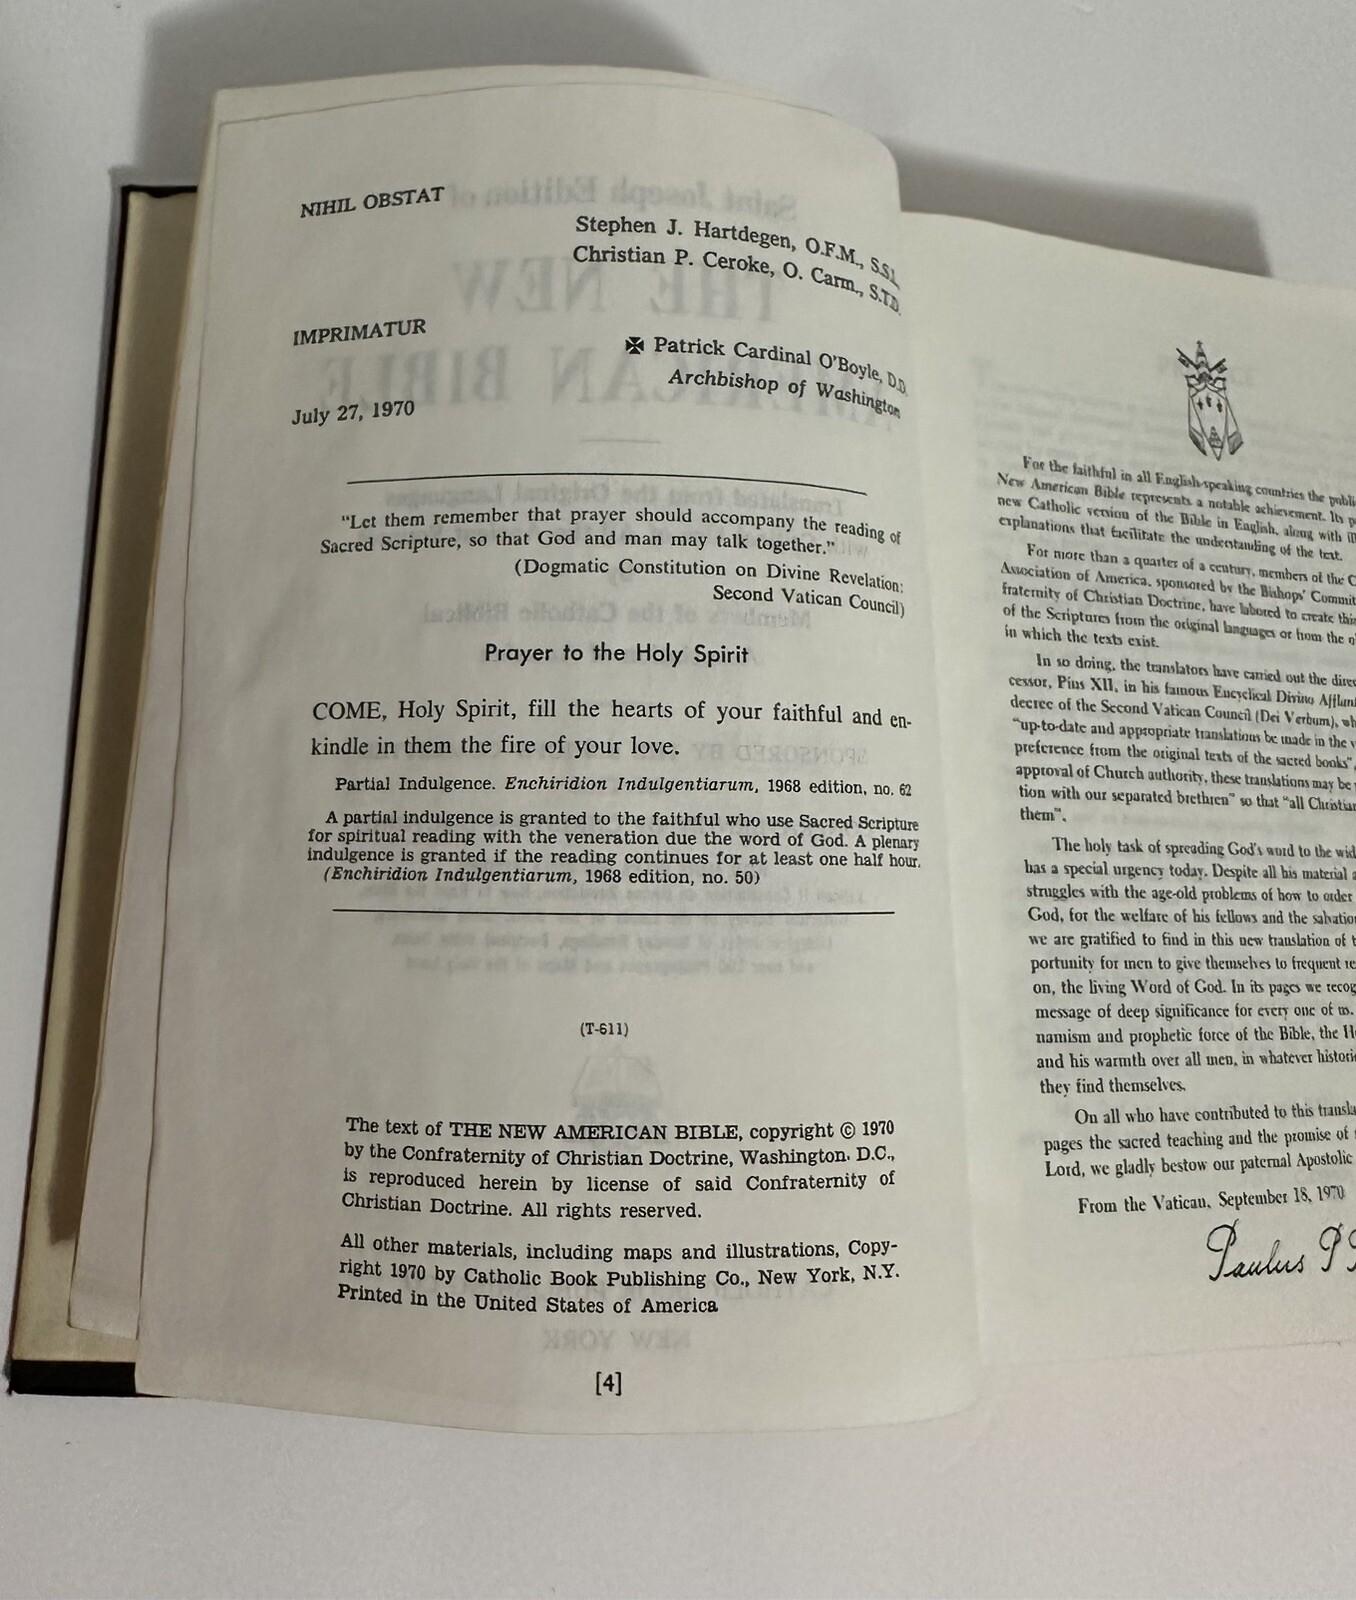 NIHIL OBSTAT
Stephen J. Hartdegen, O.F.M., S.S.L.
Christian P. Ceroke, O. Carm., S.T.D.
IMPRIMATUR
✠ Patrick Cardinal O'Boyle, D.D.
Archbishop of Washington
July 27, 1970
"Let them remember that prayer should accompany the reading of
Sacred Scripture, so that God and man may talk together."
(Dogmatic Constitution on Divine Revelation:
Second Vatican Council)
Prayer to the Holy Spirit
COME, Holy Spirit, fill the hearts of your faithful and en-
kindle in them the fire of your love.
Partial Indulgence. Enchiridion Indulgentiarum, 1968 edition, no. 62
A partial indulgence is granted to the faithful who use Sacred Scripture
for spiritual reading with the veneration due the word of God. A plenary
indulgence is granted if the reading continues for at least one half hour.
(Enchiridion Indulgentiarum, 1968 edition, no. 50)
(T-611)
The text of THE NEW AMERICAN BIBLE, copyright © 1970
by the Confraternity of Christian Doctrine, Washington, D.C.,
is reproduced herein by license of said Confraternity of
Christian Doctrine. All rights reserved.
All other materials, including maps and illustrations, Copy-
right 1970 by Catholic Book Publishing Co., New York, N.Y.
Printed in the United States of America
[4]
For the faithful in all English-speaking countries the publi
New American Bible represents a notable achievement. Its p
new Catholic version of the Bible in English, along with il
explanations that facilitate the understanding of the text.
For more than a quarter of a century, members of the C
Association of America, sponsored by the Bishops' Commit
fraternity of Christian Doctrine, have labored to create this
of the Scriptures from the original languages or from the o
in which the texts exist.
In so doing, the translators have carried out the direc
cessor, Pius XII, in his famous Encyclical Divino Afflan
decree of the Second Vatican Council (Dei Verbum), wh
"up-to-date and appropriate translations be made in the v
preference from the original texts of the sacred books",
approval of Church authority, these translations may be
tion with our separated brethren" so that "all Christian
them".
The holy task of spreading God's word to the wid
has a special urgency today. Despite all his material a
struggles with the age-old problems of how to order
God, for the welfare of his fellows and the salvation
we are gratified to find in this new translation of t
portunity for men to give themselves to frequent re
on, the living Word of God. In its pages we recog
message of deep significance for every one of us.
namism and prophetic force of the Bible, the H
and his warmth over all men, in whatever histori
they find themselves.
On all who have contributed to this transla
pages the sacred teaching and the promise of
Lord, we gladly bestow our paternal Apostolic
From the Vatican, September 18, 1970
Paulus P